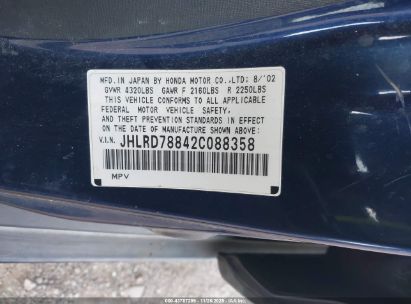 MFD. IN JAPAN BY HONDA MOTOR CO.,LTD: 8/'02
GVWR 4320LBS GAWR F 2160LBS R 2250LBS
THIS VEHICLE CONFORMS TO ALL APPLICABLE
FEDERAL MOTOR VEHICLE SAFETY,
AND THEFT PREVENTION STANDARDS IN EFFECT
ON THE DATE OF MANUFACTURE SHOWN ABOVE:
V.I.N. JHLRD78842C088358
MPV